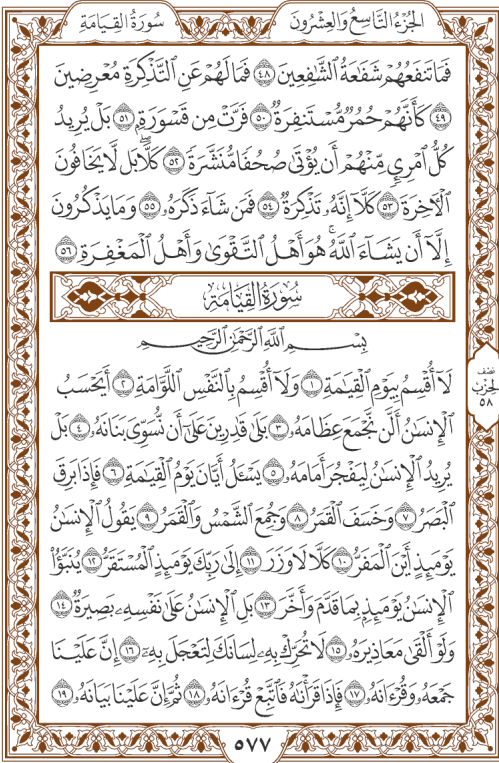 الجُزْءُ التَّاسِعُ وَالعِشْرُونَ
سُورَةُ القِيَامَةِ
فَمَا تَنفَعُهُمْ شَفَٰعَةُ ٱلشَّٰفِعِينَ ٤٨ فَمَا لَهُمْ عَنِ ٱلتَّذْكِرَةِ مُعْرِضِينَ
٤٩ كَأَنَّهُمْ حُمُرٌ مُّسْتَنفِرَةٌ ٥٠ فَرَّتْ مِن قَسْوَرَةٍ ٥١ بَلْ يُرِيدُ
كُلُّ ٱمْرِئٍ مِّنْهُمْ أَن يُؤْتَىٰ صُحُفًا مُّنَشَّرَةً ٥٢ كَلَّاۖ بَل لَّا يَخَافُونَ
ٱلْأَخِرَةَ ٥٣ كَلَّآ إِنَّهُۥ تَذْكِرَةٌ ٥٤ فَمَن شَآءَ ذَكَرَهُۥ ٥٥ وَمَا يَذْكُرُونَ
إِلَّآ أَن يَشَآءَ ٱللَّهُۚ هُوَ أَهْلُ ٱلتَّقْوَىٰ وَأَهْلُ ٱلْمَغْفِرَةِ ٥٦
سُورَةُ القِيَامَةِ
بِسْمِ ٱللَّهِ ٱلرَّحْمَٰنِ ٱلرَّحِيمِ
لَآ أُقْسِمُ بِيَوْمِ ٱلْقِيَٰمَةِ ١ وَلَآ أُقْسِمُ بِٱلنَّفْسِ ٱللَّوَّامَةِ ٢ أَيَحْسَبُ
ٱلْإِنسَٰنُ أَلَّن نَّجْمَعَ عِظَامَهُۥ ٣ بَلَىٰ قَٰدِرِينَ عَلَىٰٓ أَن نُّسَوِّيَ بَنَانَهُۥ ٤ بَلْ
يُرِيدُ ٱلْإِنسَٰنُ لِيَفْجُرَ أَمَامَهُۥ ٥ يَسْـَٔلُ أَيَّانَ يَوْمُ ٱلْقِيَٰمَةِ ٦ فَإِذَا بَرِقَ
ٱلْبَصَرُ ٧ وَخَسَفَ ٱلْقَمَرُ ٨ وَجُمِعَ ٱلشَّمْسُ وَٱلْقَمَرُ ٩ يَقُولُ ٱلْإِنسَٰنُ
يَوْمَئِذٍ أَيْنَ ٱلْمَفَرُّ ١٠ كَلَّا لَا وَزَرَ ١١ إِلَىٰ رَبِّكَ يَوْمَئِذٍ ٱلْمُسْتَقَرُّ ١٢ يُنَبَّؤُا۟
ٱلْإِنسَٰنُ يَوْمَئِذٍۭ بِمَا قَدَّمَ وَأَخَّرَ ١٣ بَلِ ٱلْإِنسَٰنُ عَلَىٰ نَفْسِهِۦ بَصِيرَةٌ ١٤
وَلَوْ أَلْقَىٰ مَعَاذِيرَهُۥ ١٥ لَا تُحَرِّكْ بِهِۦ لِسَانَكَ لِتَعْجَلَ بِهِۦٓ ١٦ إِنَّ عَلَيْنَا
جَمْعَهُۥ وَقُرْءَانَهُۥ ١٧ فَإِذَا قَرَأْنَٰهُ فَٱتَّبِعْ قُرْءَانَهُۥ ١٨ ثُمَّ إِنَّ عَلَيْنَا بَيَانَهُۥ ١٩
نصف
الحزب
٥٨
٥٧٧